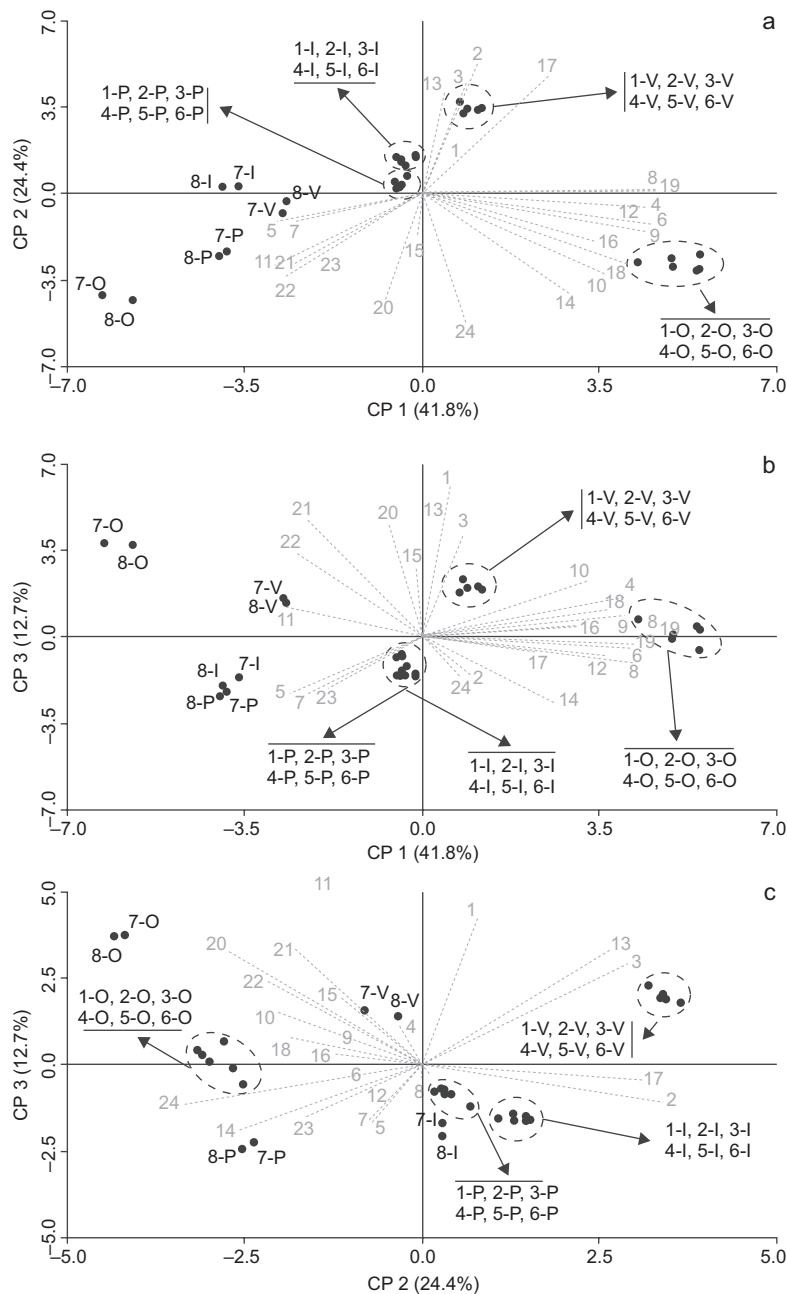 a
7.0
3.5
0.0
–3.5
–7.0
CP 2 (24.4%)
1-I, 2-I, 3-I
4-I, 5-I, 6-I
1-P, 2-P, 3-P
4-P, 5-P, 6-P
1-V, 2-V, 3-V
4-V, 5-V, 6-V
2
13
3
17
1
8-I
7-I
8-V
7-V
5
7
7-P
8-P
11
21
23
22
7-O
8-O
15
20
24
8
19
4
12
6
9
16
18
10
14
1-O, 2-O, 3-O
4-O, 5-O, 6-O
–7.0
–3.5
0.0
3.5
7.0
CP 1 (41.8%)
b
7.0
3.5
0.0
–3.5
–7.0
CP 3 (12.7%)
1
21
20
13
3
22
15
7-O
8-O
1-V, 2-V, 3-V
4-V, 5-V, 6-V
7-V
8-V
11
10
4
18
16
9
8
19
19
6
12
8
17
2
24
14
8-I
7-I
8-P
7-P
5
7
23
1-P, 2-P, 3-P
4-P, 5-P, 6-P
1-I, 2-I, 3-I
4-I, 5-I, 6-I
1-O, 2-O, 3-O
4-O, 5-O, 6-O
–7.0
–3.5
0.0
3.5
7.0
CP 1 (41.8%)
c
5.0
2.5
0.0
–2.5
–5.0
CP 3 (12.7%)
11
7-O
8-O
20
21
1
13
3
22
15
7-V
8-V
4
1-O, 2-O, 3-O
4-O, 5-O, 6-O
10
9
18
16
1-V, 2-V, 3-V
4-V, 5-V, 6-V
6
12
8
17
2
24
14
23
7
5
7-I
8-I
8-P
7-P
1-I, 2-I, 3-I
4-I, 5-I, 6-I
1-P, 2-P, 3-P
4-P, 5-P, 6-P
–5.0
–2.5
0.0
2.5
5.0
CP 2 (24.4%)